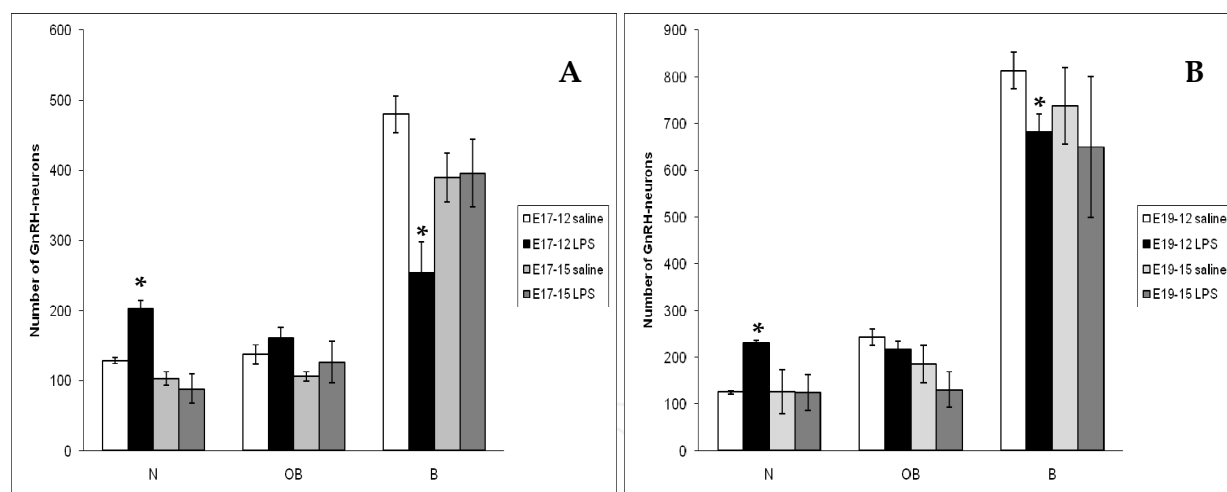 A
Number of GnRH-neurons
600
500
400
300
200
100
0
*
*
N
OB
B
E17-12 saline
E17-12 LPS
E17-15 saline
E17-15 LPS
B
Number of GnRH-neurons
900
800
700
600
500
400
300
200
100
0
*
*
N
OB
B
E19-12 saline
E19-12 LPS
E19-15 saline
E19-15 LPS